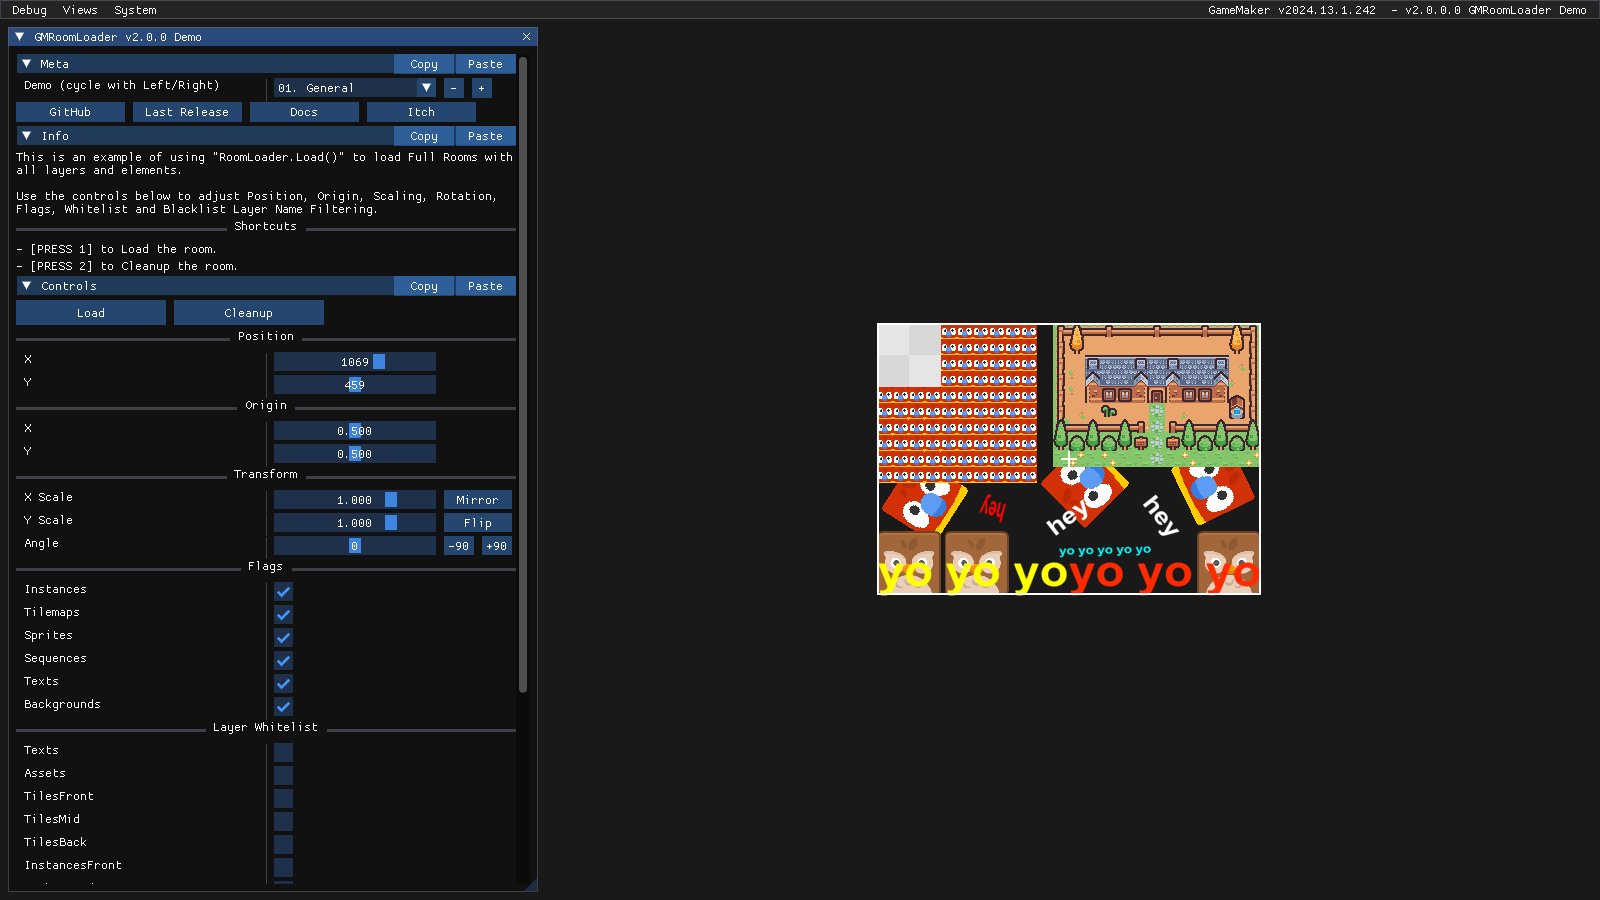 Debug Views System GameMaker v2024.13.1.242 - v2.0.0.0 GMRoomLoader Demo
GMRoomLoader v2.0.0 Demo
Meta Copy Paste
Demo (cycle with Left/Right) 01. General - +
GitHub Last Release Docs Itch
Info Copy Paste
This is an example of using "RoomLoader.Load()" to load Full Rooms with
all layers and elements.
Use the controls below to adjust Position, Origin, Scaling, Rotation,
Flags, Whitelist and Blacklist Layer Name Filtering.
Shortcuts
- [PRESS 1] to Load the room.
- [PRESS 2] to Cleanup the room.
Controls Copy Paste
Load Cleanup
Position
X 1069
Y 459
Origin
X 0.500
Y 0.500
Transform
X Scale 1.000 Mirror
Y Scale 1.000 Flip
Angle 0 -90 +90
Flags
Instances
Tilemaps
Sprites
Sequences
Texts
Backgrounds
Layer Whitelist
Texts
Assets
TilesFront
TilesMid
TilesBack
InstancesFront
hey
hey
hey
yo yo yo yo yo
yo yo yo yo yo yo